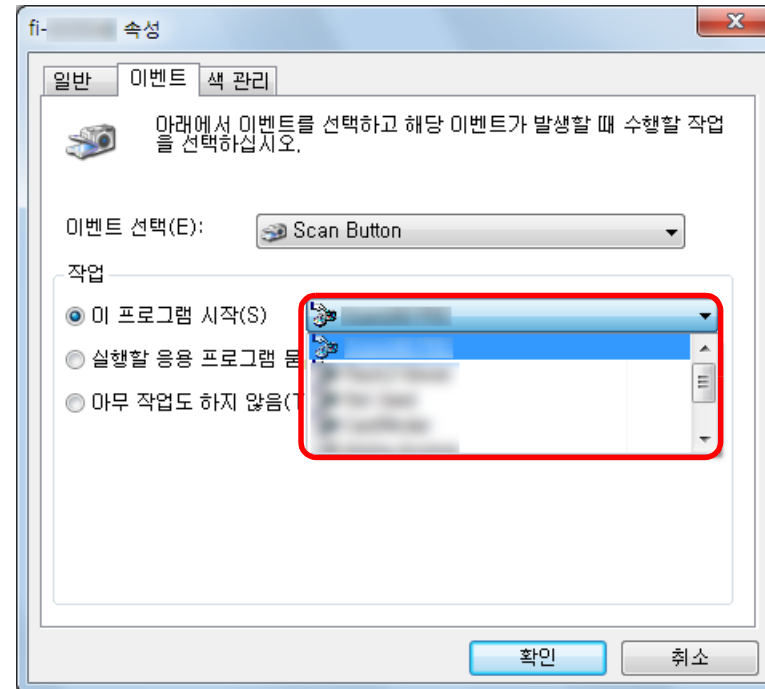 fi- 속성
일반 이벤트 색 관리
아래에서 이벤트를 선택하고 해당 이벤트가 발생할 때 수행할 작업
을 선택하십시오.
이벤트 선택(E): Scan Button
작업
이 프로그램 시작(S)
실행할 응용 프로그램 묻
아무 작업도 하지 않음(T
확인 취소